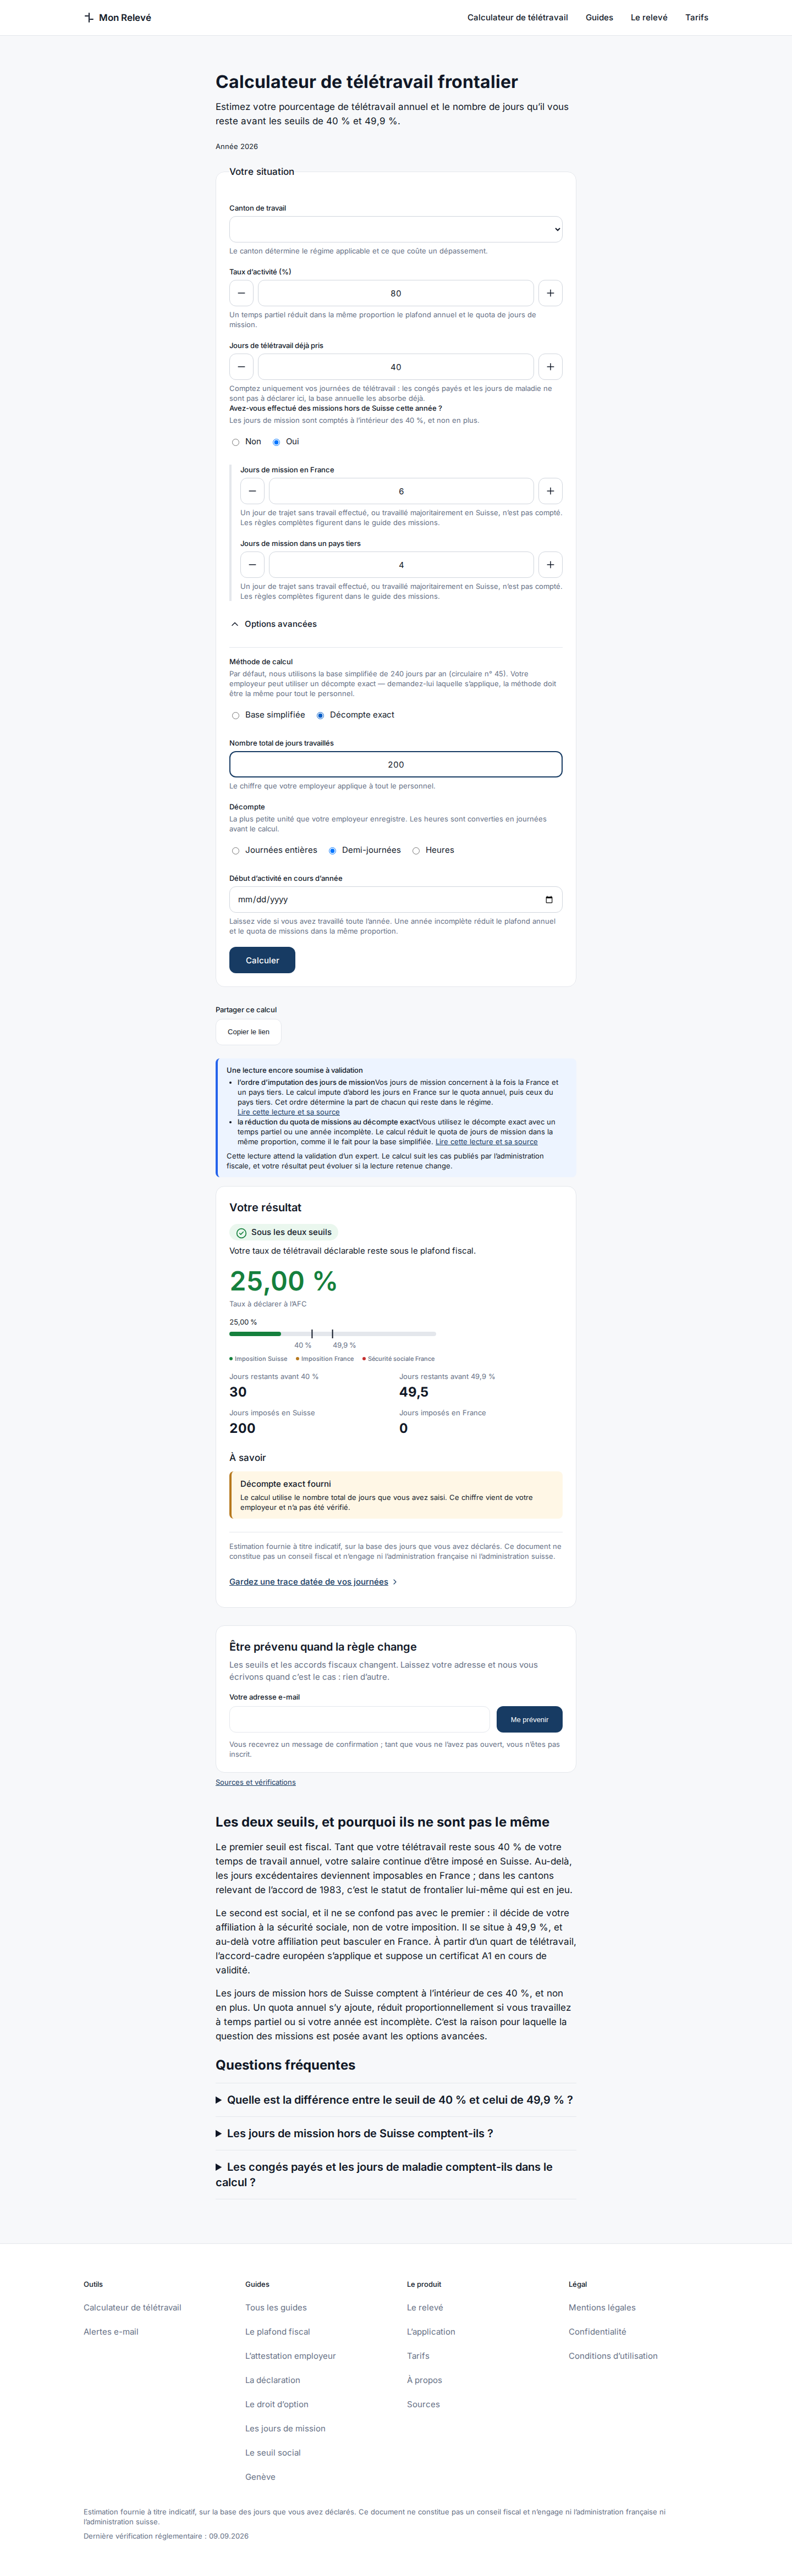 Mon Relevé
Calculateur de télétravail
Guides
Le relevé
Tarifs
Calculateur de télétravail frontalier
Estimez votre pourcentage de télétravail annuel et le nombre de jours qu’il vous
reste avant les seuils de 40 % et 49,9 %.
Année 2026
Votre situation
Canton de travail
Le canton détermine le régime applicable et ce que coûte un dépassement.
Taux d’activité (%)
80
Un temps partiel réduit dans la même proportion le plafond annuel et le quota de jours de
mission.
Jours de télétravail déjà pris
40
Comptez uniquement vos journées de télétravail : les congés payés et les jours de maladie ne
sont pas à déclarer ici, la base annuelle les absorbe déjà.
Avez-vous effectué des missions hors de Suisse cette année ?
Les jours de mission sont comptés à l’intérieur des 40 %, et non en plus.
Non
Oui
Jours de mission en France
6
Un jour de trajet sans travail effectué, ou travaillé majoritairement en Suisse, n’est pas compté.
Les règles complètes figurent dans le guide des missions.
Jours de mission dans un pays tiers
4
Un jour de trajet sans travail effectué, ou travaillé majoritairement en Suisse, n’est pas compté.
Les règles complètes figurent dans le guide des missions.
Options avancées
Méthode de calcul
Par défaut, nous utilisons la base simplifiée de 240 jours par an (circulaire n° 45). Votre
employeur peut utiliser un décompte exact — demandez-lui laquelle s’applique, la méthode doit
être la même pour tout le personnel.
Base simplifiée
Décompte exact
Nombre total de jours travaillés
200
Le chiffre que votre employeur applique à tout le personnel.
Décompte
La plus petite unité que votre employeur enregistre. Les heures sont converties en journées
avant le calcul.
Journées entières
Demi-journées
Heures
Début d’activité en cours d’année
mm/dd/yyyy
Laissez vide si vous avez travaillé toute l’année. Une année incomplète réduit le plafond annuel
et le quota de missions dans la même proportion.
Calculer
Partager ce calcul
Copier le lien
Une lecture encore soumise à validation
l’ordre d’imputation des jours de missionVos jours de mission concernent à la fois la France et
un pays tiers. Le calcul impute d’abord les jours en France sur le quota annuel, puis ceux du
pays tiers. Cet ordre détermine la part de chacun qui reste dans le régime.
Lire cette lecture et sa source
la réduction du quota de missions au décompte exactVous utilisez le décompte exact avec un
temps partiel ou une année incomplète. Le calcul réduit le quota de jours de mission dans la
même proportion, comme il le fait pour la base simplifiée. Lire cette lecture et sa source
Cette lecture attend la validation d’un expert. Le calcul suit les cas publiés par l’administration
fiscale, et votre résultat peut évoluer si la lecture retenue change.
Votre résultat
Sous les deux seuils
Votre taux de télétravail déclarable reste sous le plafond fiscal.
25,00 %
Taux à déclarer à l’AFC
25,00 %
40 %
49,9 %
Imposition Suisse
Imposition France
Sécurité sociale France
Jours restants avant 40 %
Jours restants avant 49,9 %
30
49,5
Jours imposés en Suisse
Jours imposés en France
200
0
À savoir
Décompte exact fourni
Le calcul utilise le nombre total de jours que vous avez saisi. Ce chiffre vient de votre
employeur et n’a pas été vérifié.
Estimation fournie à titre indicatif, sur la base des jours que vous avez déclarés. Ce document ne
constitue pas un conseil fiscal et n’engage ni l’administration française ni l’administration suisse.
Gardez une trace datée de vos journées
Être prévenu quand la règle change
Les seuils et les accords fiscaux changent. Laissez votre adresse et nous vous
écrivons quand c’est le cas : rien d’autre.
Votre adresse e-mail
Me prévenir
Vous recevrez un message de confirmation ; tant que vous ne l’avez pas ouvert, vous n’êtes pas
inscrit.
Sources et vérifications
Les deux seuils, et pourquoi ils ne sont pas le même
Le premier seuil est fiscal. Tant que votre télétravail reste sous 40 % de votre
temps de travail annuel, votre salaire continue d’être imposé en Suisse. Au-delà,
les jours excédentaires deviennent imposables en France ; dans les cantons
relevant de l’accord de 1983, c’est le statut de frontalier lui-même qui est en jeu.
Le second est social, et il ne se confond pas avec le premier : il décide de votre
affiliation à la sécurité sociale, non de votre imposition. Il se situe à 49,9 %, et
au-delà votre affiliation peut basculer en France. À partir d’un quart de télétravail,
l’accord-cadre européen s’applique et suppose un certificat A1 en cours de
validité.
Les jours de mission hors de Suisse comptent à l’intérieur de ces 40 %, et non
en plus. Un quota annuel s’y ajoute, réduit proportionnellement si vous travaillez
à temps partiel ou si votre année est incomplète. C’est la raison pour laquelle la
question des missions est posée avant les options avancées.
Questions fréquentes
Quelle est la différence entre le seuil de 40 % et celui de 49,9 % ?
Les jours de mission hors de Suisse comptent-ils ?
Les congés payés et les jours de maladie comptent-ils dans le
calcul ?
Outils
Calculateur de télétravail
Alertes e-mail
Guides
Tous les guides
Le plafond fiscal
L’attestation employeur
La déclaration
Le droit d’option
Les jours de mission
Le seuil social
Genève
Le produit
Le relevé
L’application
Tarifs
À propos
Sources
Légal
Mentions légales
Confidentialité
Conditions d’utilisation
Estimation fournie à titre indicatif, sur la base des jours que vous avez déclarés. Ce document ne constitue pas un conseil fiscal et n’engage ni l’administration française ni
l’administration suisse.
Dernière vérification réglementaire : 09.09.2026